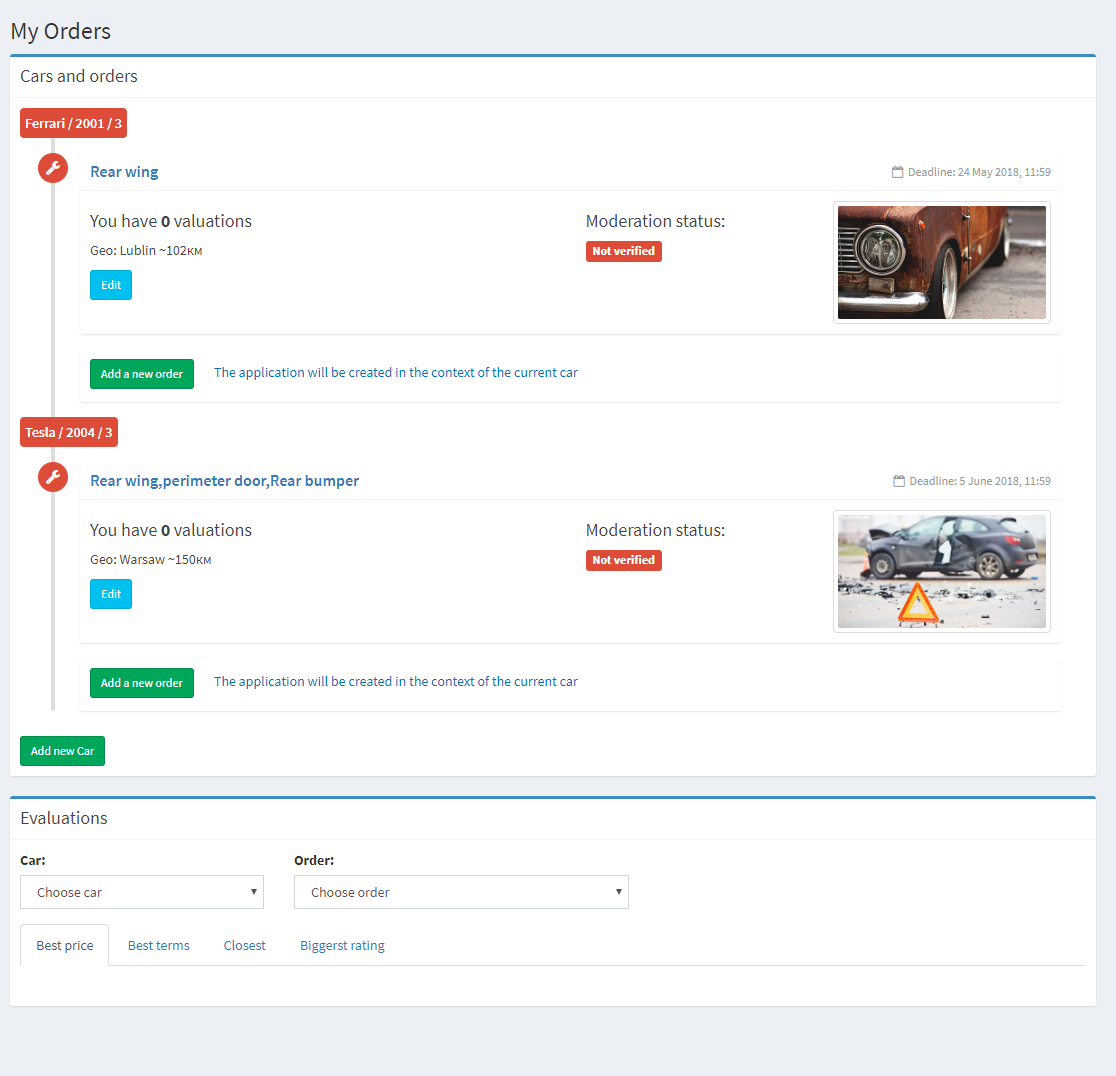 My Orders
Cars and orders
Ferrari / 2001 / 3
Rear wing
Deadline: 24 May 2018, 11:59
You have 0 valuations
Moderation status:
Geo: Lublin ~102км
Not verified
Edit
Add a new order
The application will be created in the context of the current car
Tesla / 2004 / 3
Rear wing,perimeter door,Rear bumper
Deadline: 5 June 2018, 11:59
You have 0 valuations
Moderation status:
Geo: Warsaw ~150км
Not verified
Edit
Add a new order
The application will be created in the context of the current car
Add new Car
Evaluations
Car:
Order:
Choose car
Choose order
Best price
Best terms
Closest
Biggerst rating